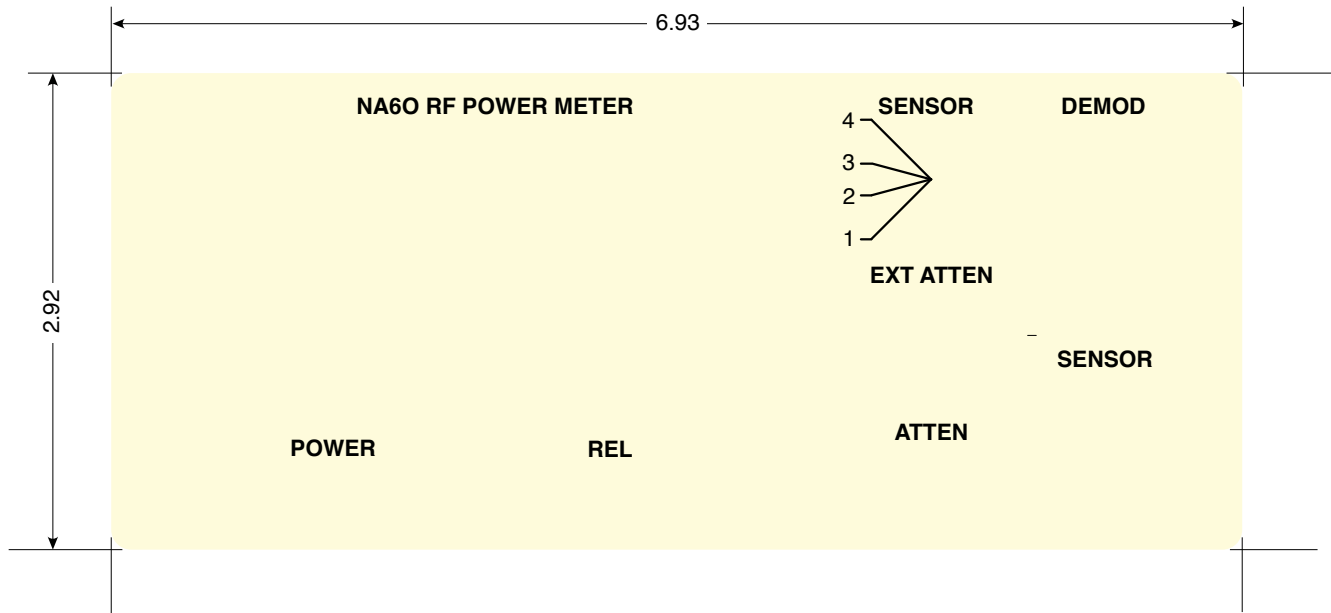 6.93
NA6O RF POWER METER
SENSOR
DEMOD
4
3
2
1
EXT ATTEN
2.92
SENSOR
ATTEN
POWER
REL